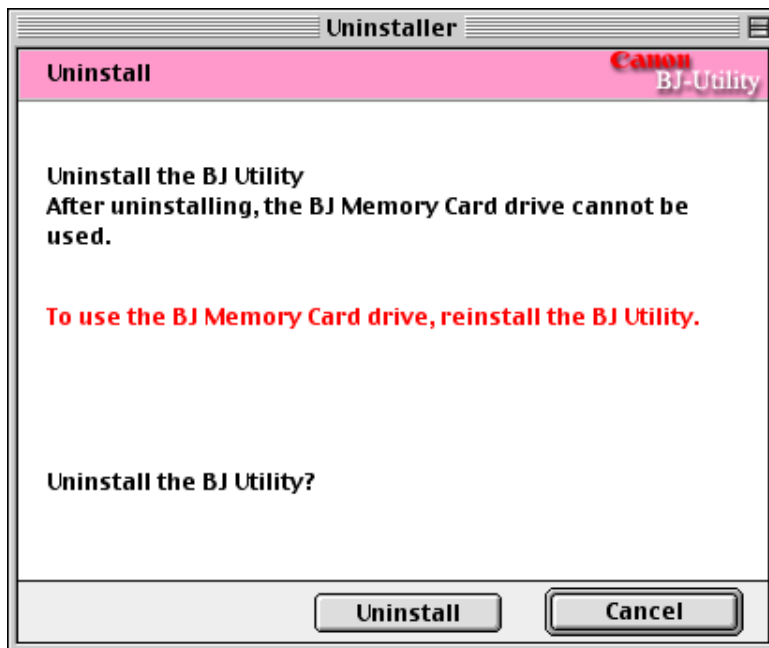 Uninstaller
Uninstall
Canon
BJ-Utility
Uninstall the BJ Utility
After uninstalling, the BJ Memory Card drive cannot be
used.
To use the BJ Memory Card drive, reinstall the BJ Utility.
Uninstall the BJ Utility?
Uninstall
Cancel